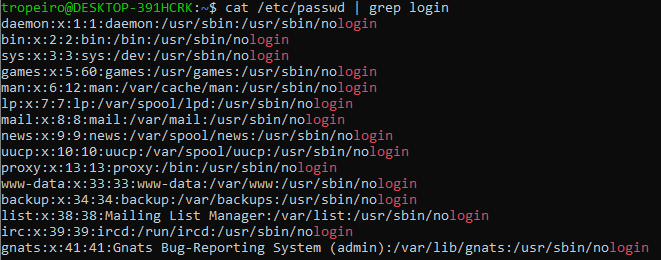 tropeiro@DESKTOP-391HCRK:~$ cat /etc/passwd | grep login
daemon:x:1:1:daemon:/usr/sbin:/usr/sbin/nologin
bin:x:2:2:bin:/bin:/usr/sbin/nologin
sys:x:3:3:sys:/dev:/usr/sbin/nologin
games:x:5:60:games:/usr/games:/usr/sbin/nologin
man:x:6:12:man:/var/cache/man:/usr/sbin/nologin
lp:x:7:7:lp:/var/spool/lpd:/usr/sbin/nologin
mail:x:8:8:mail:/var/mail:/usr/sbin/nologin
news:x:9:9:news:/var/spool/news:/usr/sbin/nologin
uucp:x:10:10:uucp:/var/spool/uucp:/usr/sbin/nologin
proxy:x:13:13:proxy:/bin:/usr/sbin/nologin
www-data:x:33:33:www-data:/var/www:/usr/sbin/nologin
backup:x:34:34:backup:/var/backups:/usr/sbin/nologin
list:x:38:38:Mailing List Manager:/var/list:/usr/sbin/nologin
irc:x:39:39:ircd:/run/ircd:/usr/sbin/nologin
gnats:x:41:41:Gnats Bug-Reporting System (admin):/var/lib/gnats:/usr/sbin/nologin